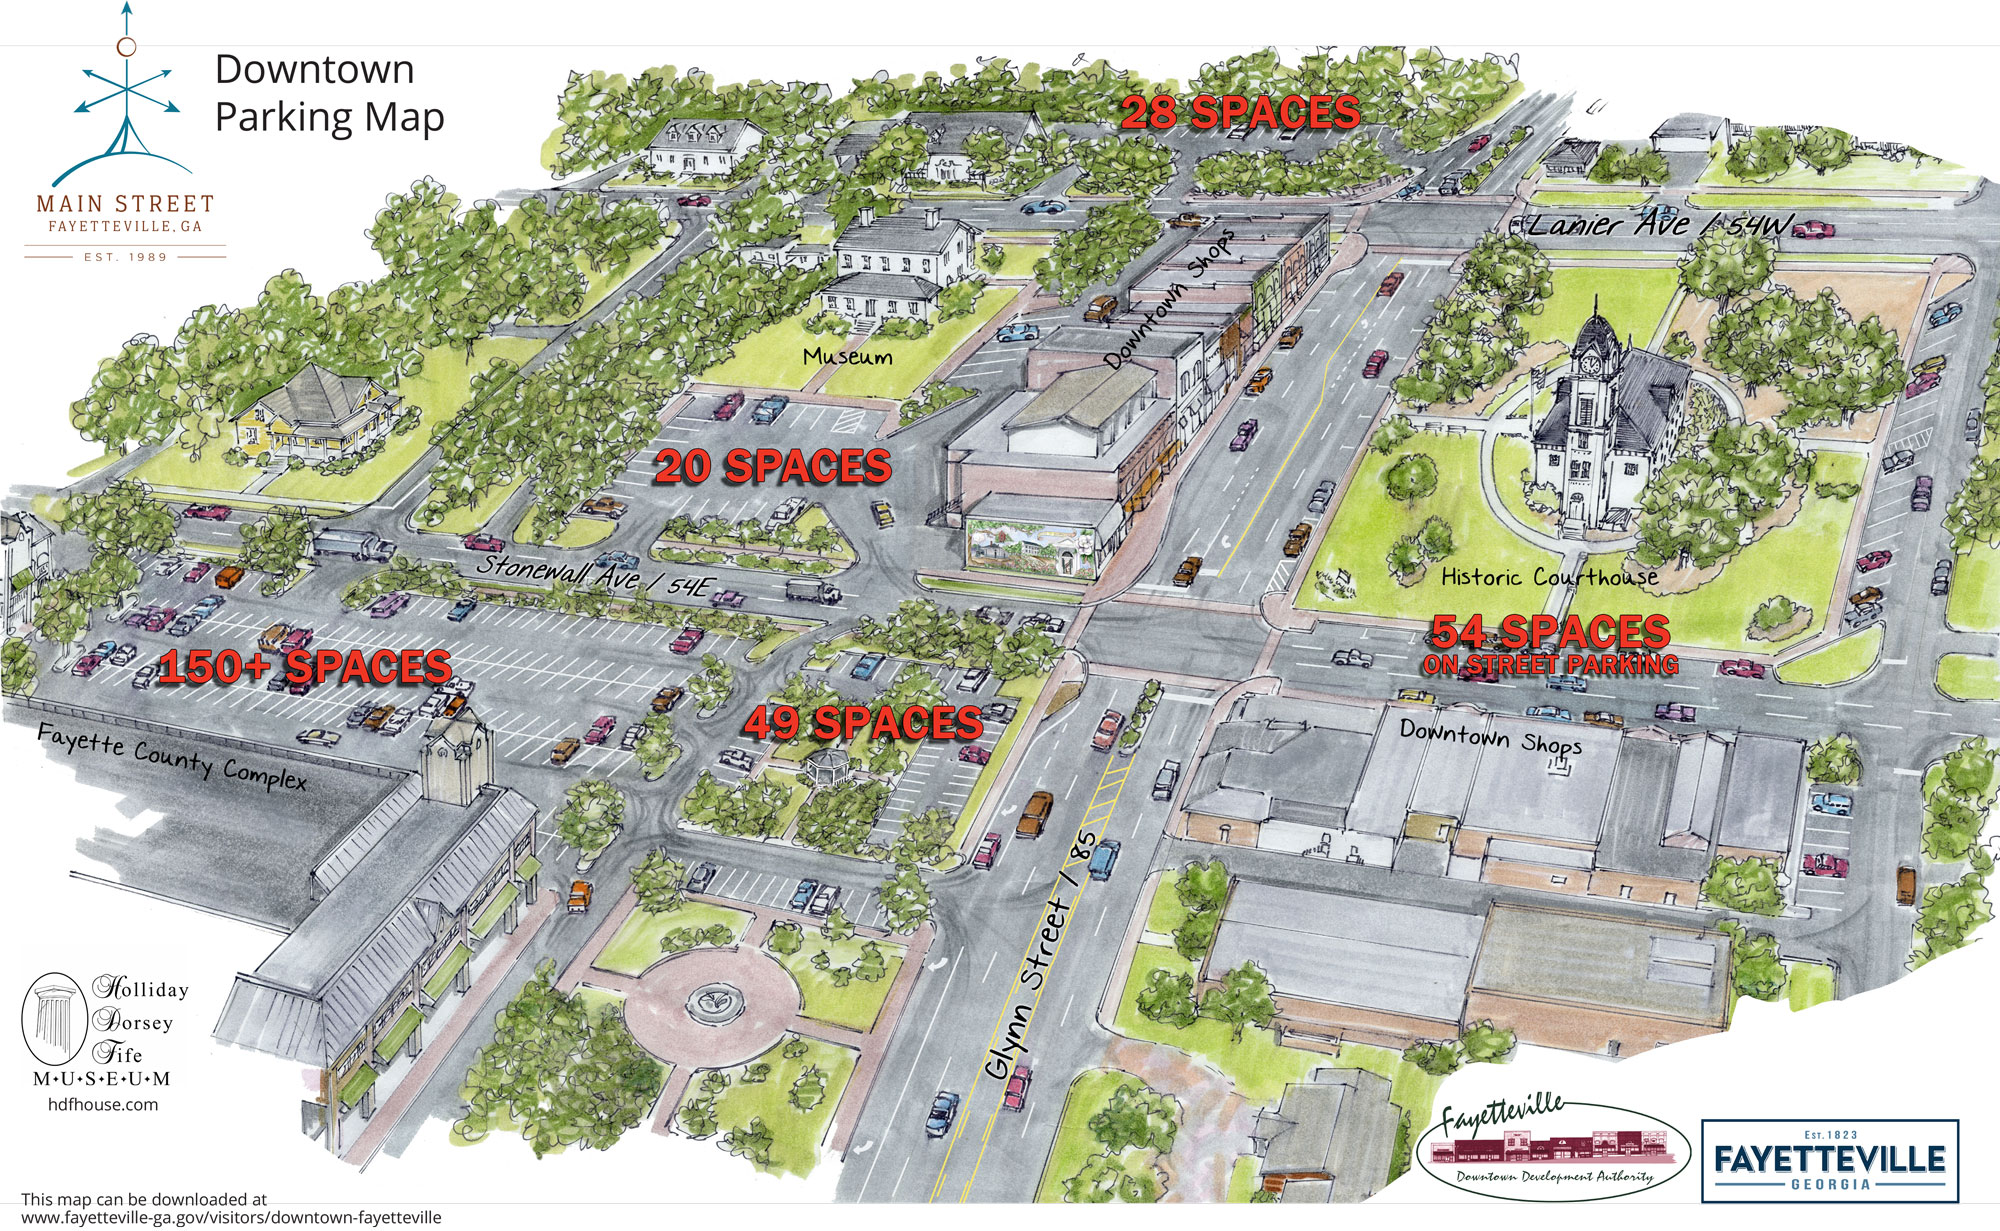 Downtown
Parking Map
MAIN STREET
FAYETTEVILLE, GA
EST. 1989
28 SPACES
Lanier Ave / 54W
Downtown Shops
Museum
20 SPACES
Stonewall Ave / 54E
Historic Courthouse
54 SPACES
ON STREET PARKING
150+ SPACES
49 SPACES
Downtown Shops
Fayette County Complex
Glynn Street / 85
Holliday
Dorsey
Fife
M•U•S•E•U•M
hdfhouse.com
Fayetteville
Downtown Development Authority
Est. 1823
FAYETTEVILLE
GEORGIA
This map can be downloaded at
www.fayetteville-ga.gov/visitors/downtown-fayetteville